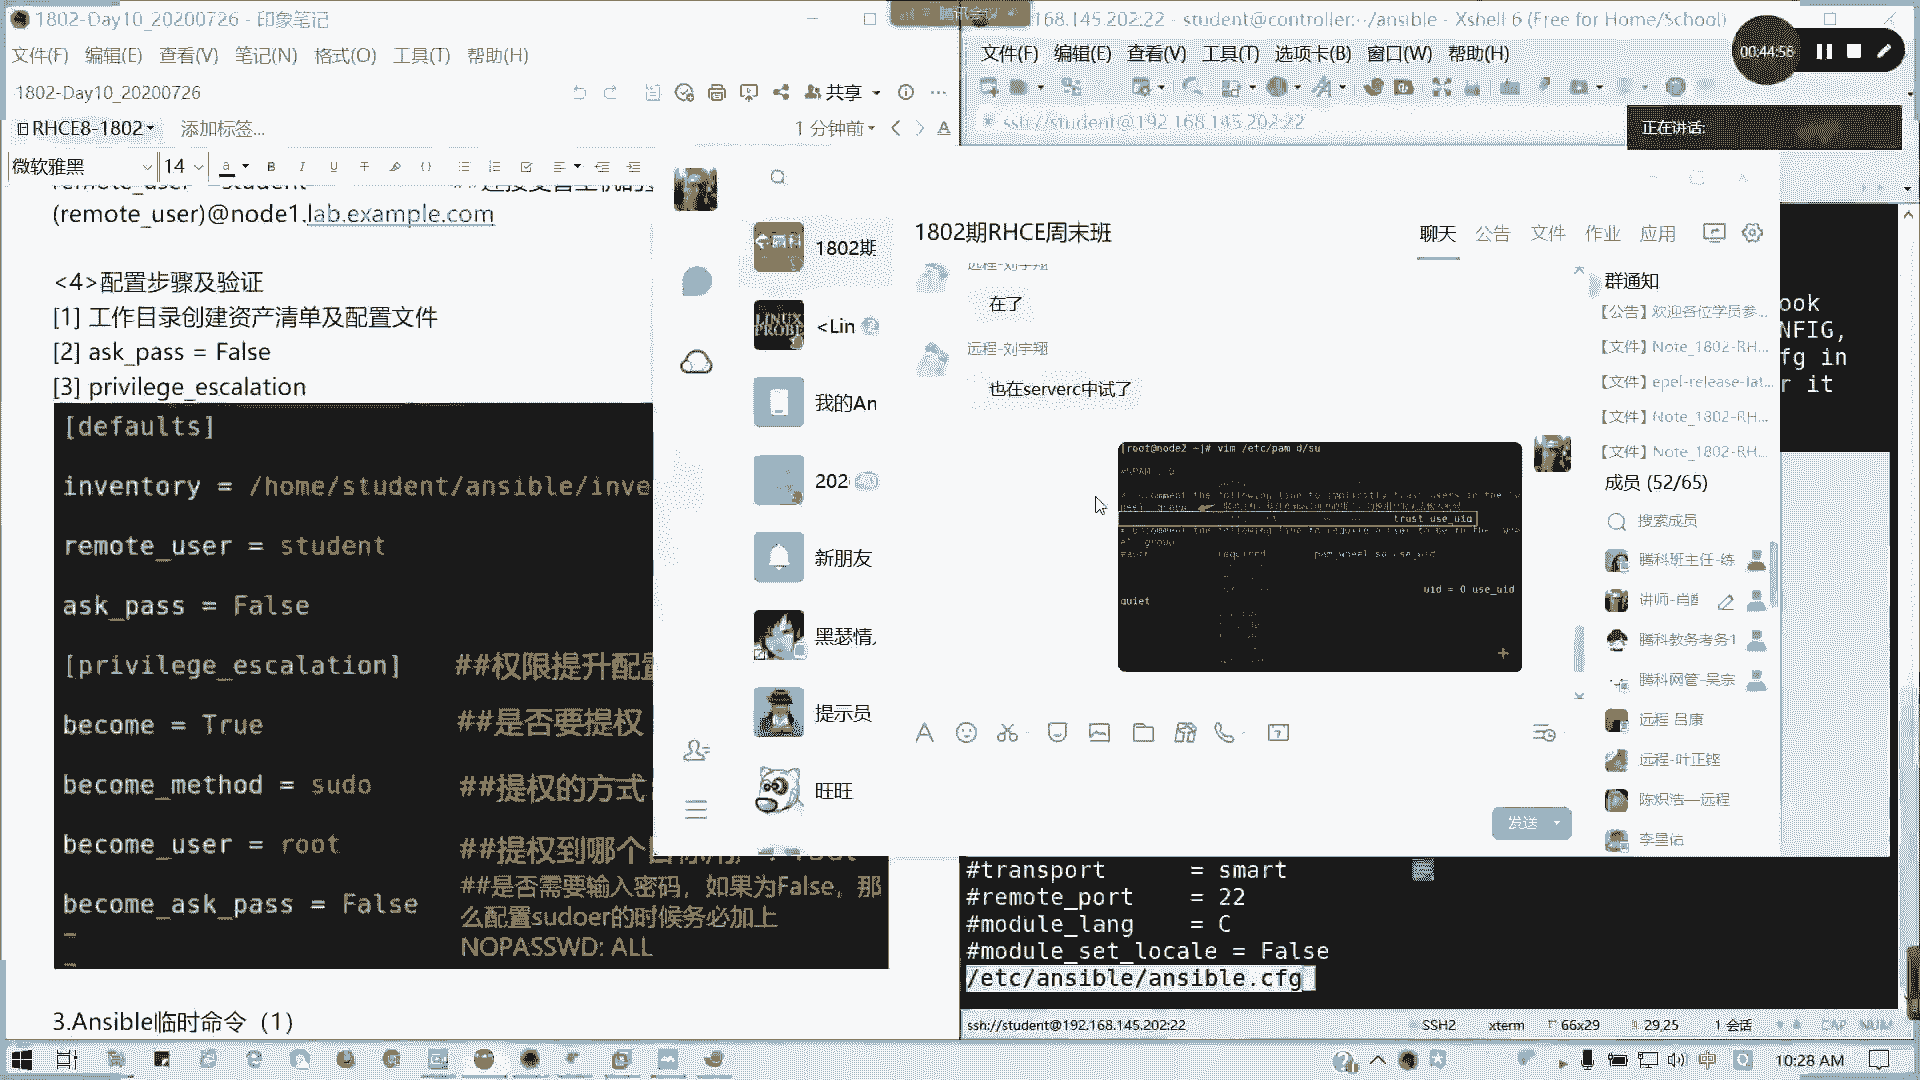 1802-Day10_20200726 - 印象笔记
文件(F) 编辑(E) 查看(V) 笔记(N) 格式(O) 工具(T) 帮助(H)
1802-Day10_20200726
共享
RHCE8-1802
添加标签...
1 分钟前
微软雅黑
14
(remote_user)@node1.lab.example.com
<4>配置步骤及验证
[1] 工作目录创建资产清单及配置文件
[2] ask_pass = False
[3] privilege_escalation
[defaults]
inventory = /home/student/ansible/inve
remote_user = student
ask_pass = False
[privilege_escalation] ##权限提升配置
become = True ##是否要提权
become_method = sudo ##提权的方式
become_user = root ##提权到哪个目标用户
become_ask_pass = False ##是否需要输入密码，如果为False，那
么配置sudoer的时候务必加上
NOPASSWD: ALL
3.Ansible临时命令（1）
腾讯会议
168.145.202:22 - student@controller:~/ansible - Xshell 6 (Free for Home/School)
文件(F) 编辑(E) 查看(V) 工具(T) 选项卡(B) 窗口(W) 帮助(H)
00:44:56
ssh://student@192.168.145.202:22
正在讲话:
1802期
<Lin
我的An
202
新朋友
黑瑟情
提示员
旺旺
1802期RHCE周末班
聊天 公告 文件 作业 应用
远程-刘宇翔
在了
远程-刘宇翔
也在serverc中试了
[root@node2 ~]# vim /etc/pam d/su
trust use_uid
uid = 0 use_uid
quiet
发送
群通知
【公告】欢迎各位学员参...
【文件】Note_1802-RH...
【文件】epel-release-lat...
【文件】Note_1802-RH...
【文件】Note_1802-RH...
成员 (52/65)
搜索成员
腾科班主任-练
讲师-肖
腾科教务考务1
腾科网管-吴宗
远程 吕康
远程-叶正铿
陈炽浩—远程
李星信
ook
NFIG,
fg in
r it
#transport = smart
#remote_port = 22
#module_lang = C
#module_set_locale = False
/etc/ansible/ansible.cfg
ssh://student@192.168.145.202:22
SSH2 xterm 66x29 29,25 1 会话 CAP NUM
中
10:28 AM